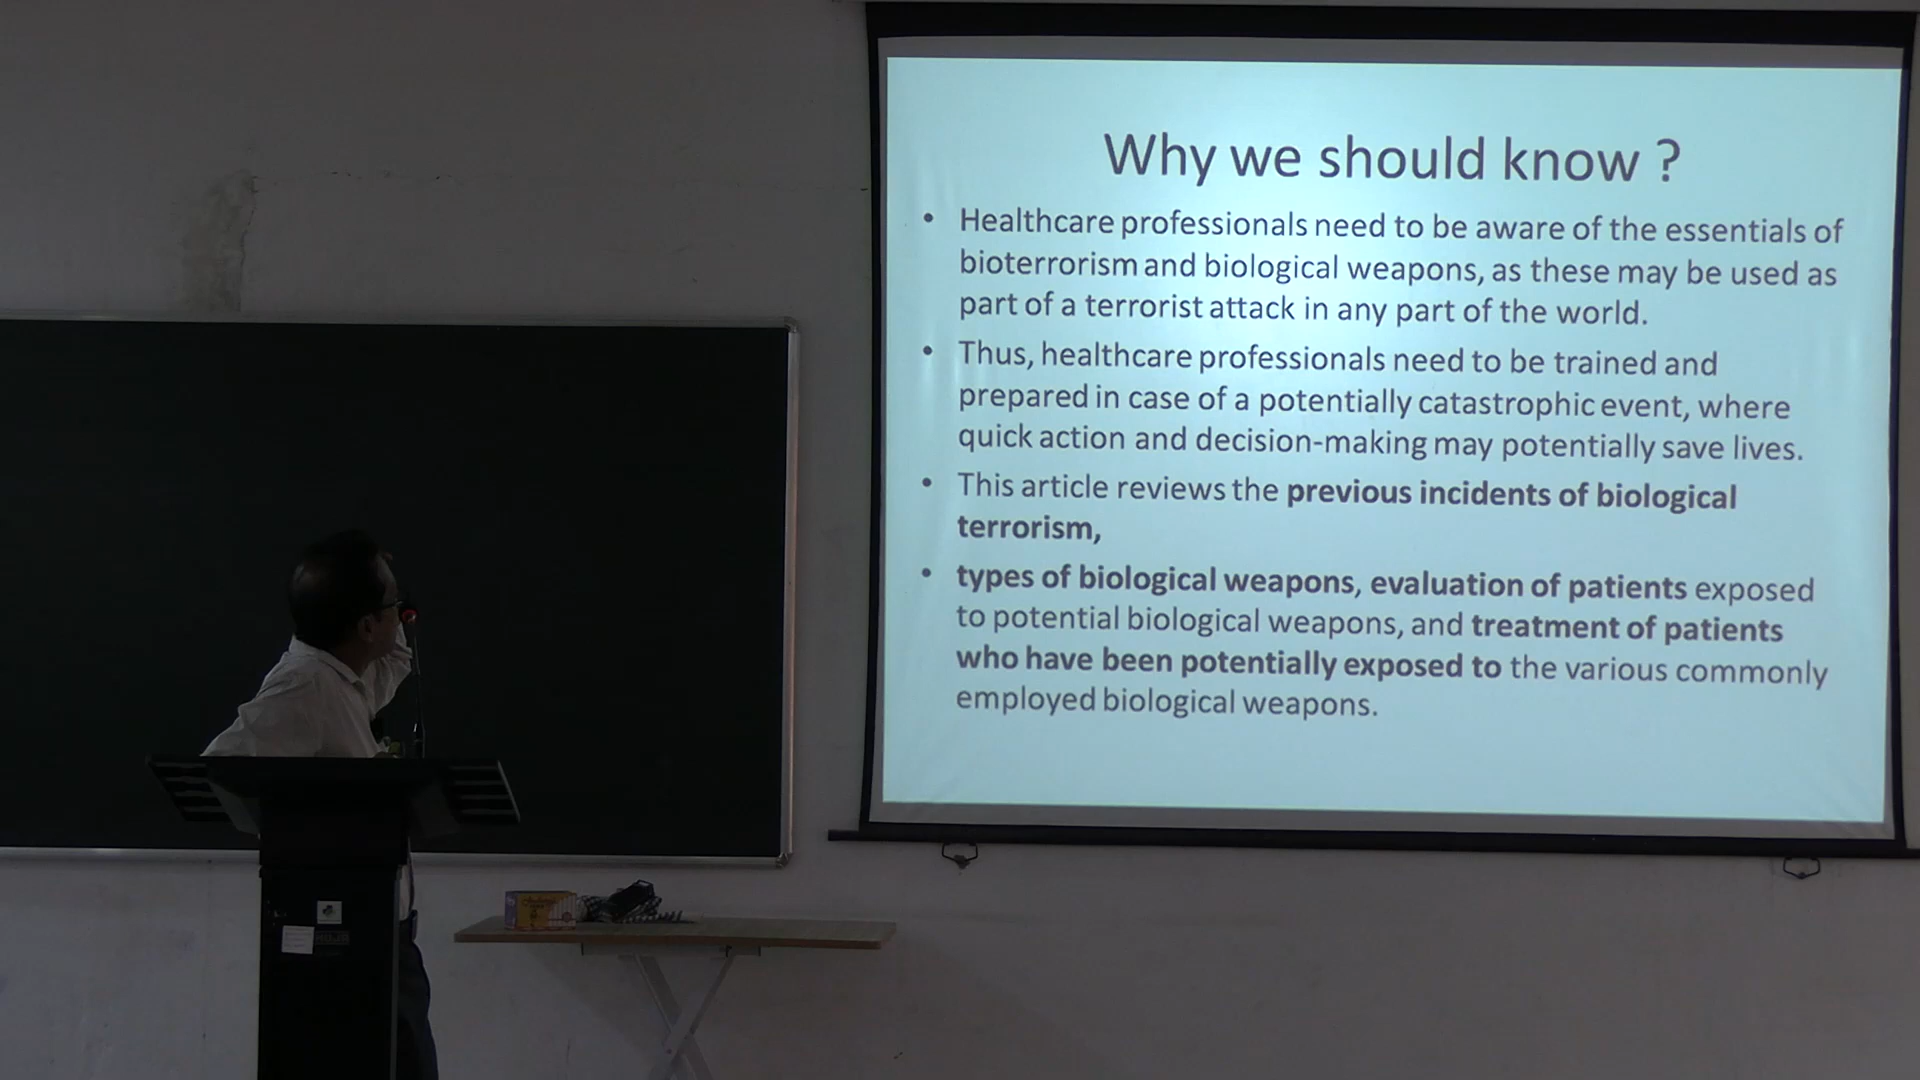 Why we should know ?
• Healthcare professionals need to be aware of the essentials of
bioterrorism and biological weapons, as these may be used as
part of a terrorist attack in any part of the world.
• Thus, healthcare professionals need to be trained and
prepared in case of a potentially catastrophic event, where
quick action and decision-making may potentially save lives.
• This article reviews the previous incidents of biological
terrorism,
• types of biological weapons, evaluation of patients exposed
to potential biological weapons, and treatment of patients
who have been potentially exposed to the various commonly
employed biological weapons.